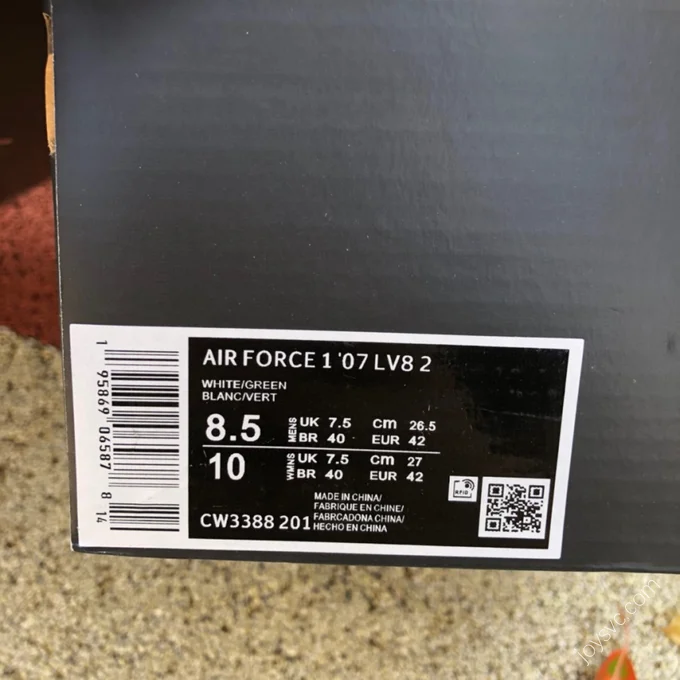 AIR FORCE 1 '07 LV8 2
WHITE/GREEN
BLANC/VERT
8.5 MENS UK 7.5 Cm 26.5
BR 40 EUR 42
10 WMNS UK 7.5 Cm 27
BR 40 EUR 42
MADE IN CHINA/
FABRIQUE EN CHINE/
FABRCADONA CHINA/
HECHO EN CHINA
CW3388 201
RFID
1 95869 06587 8 14
joysyc.com